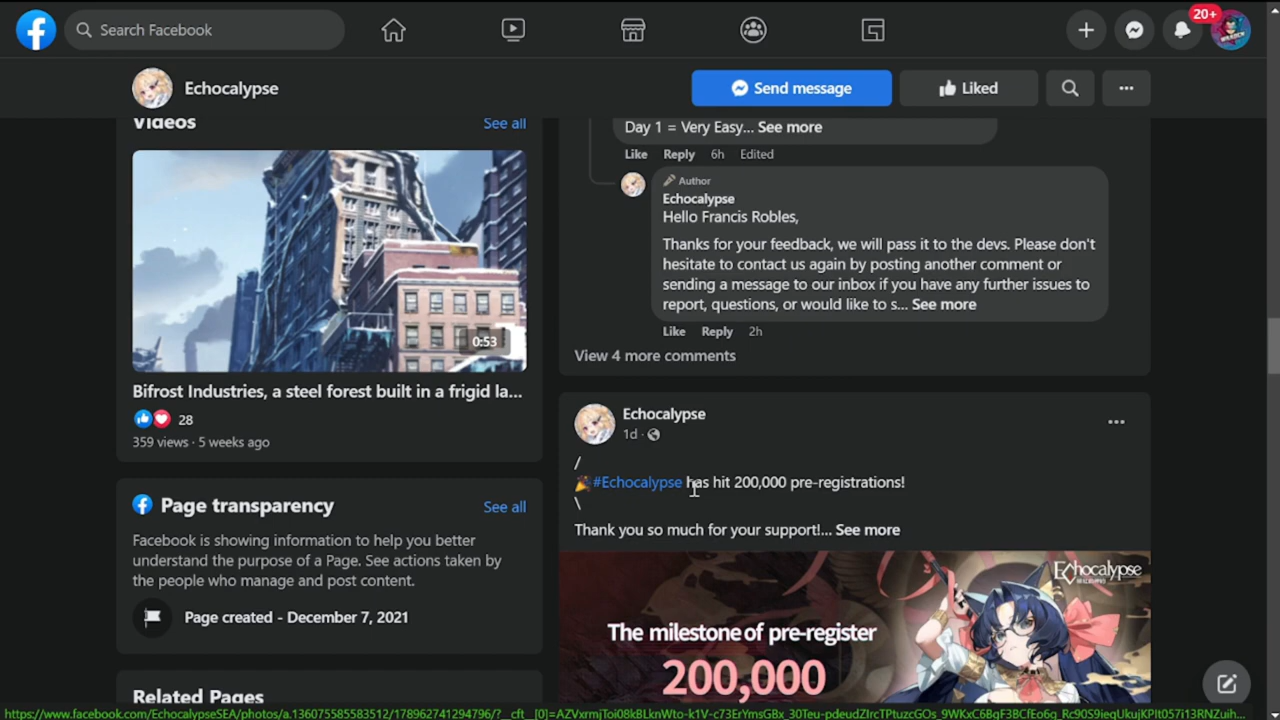 Search Facebook
20+
Echocalypse
Send message
Liked
Videos
See all
0:53
Bifrost Industries, a steel forest built in a frigid la...
28
359 views · 5 weeks ago
Page transparency
See all
Facebook is showing information to help you better
understand the purpose of a Page. See actions taken by
the people who manage and post content.
Page created - December 7, 2021
Related Pages
Day 1 = Very Easy... See more
Like Reply 6h Edited
Author
Echocalypse
Hello Francis Robles,
Thanks for your feedback, we will pass it to the devs. Please don't
hesitate to contact us again by posting another comment or
sending a message to our inbox if you have any further issues to
report, questions, or would like to s... See more
Like Reply 2h
View 4 more comments
Echocalypse
1d ·
/
🎉#Echocalypse has hit 200,000 pre-registrations!
\
Thank you so much for your support!... See more
Echocalypse
The milestone of pre-register
200,000